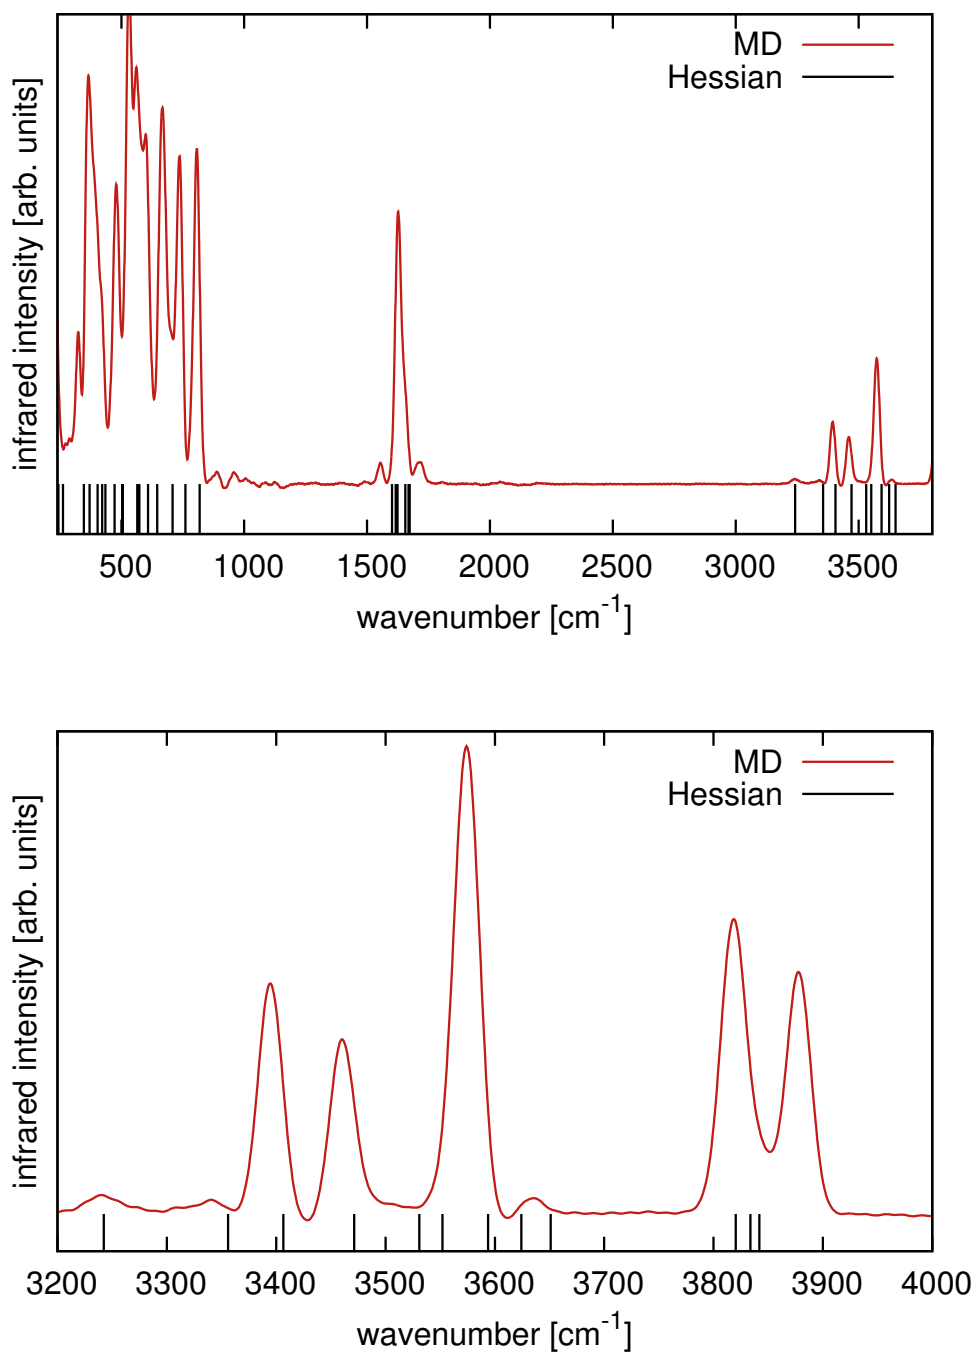 MD
Hessian
infrared intensity [arb. units]
500 1000 1500 2000 2500 3000 3500
wavenumber [cm-1]
MD
Hessian
infrared intensity [arb. units]
3200 3300 3400 3500 3600 3700 3800 3900 4000
wavenumber [cm-1]